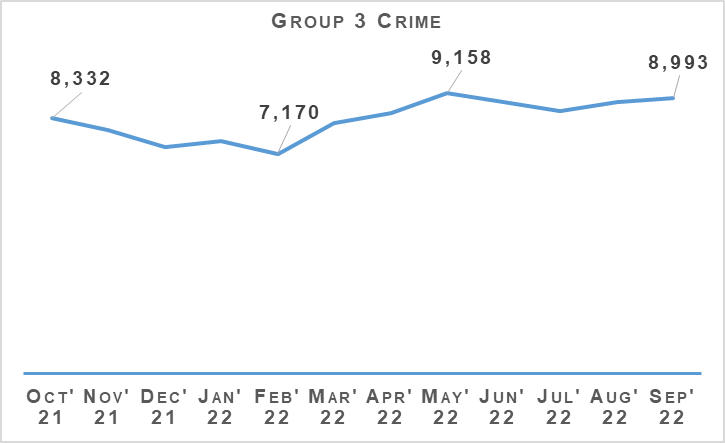 Group 3 Crime
8,332
7,170
9,158
8,993
Oct' Nov' Dec' Jan' Feb' Mar' Apr' May' Jun' Jul' Aug' Sep'
21 21 21 22 22 22 22 22 22 22 22 22